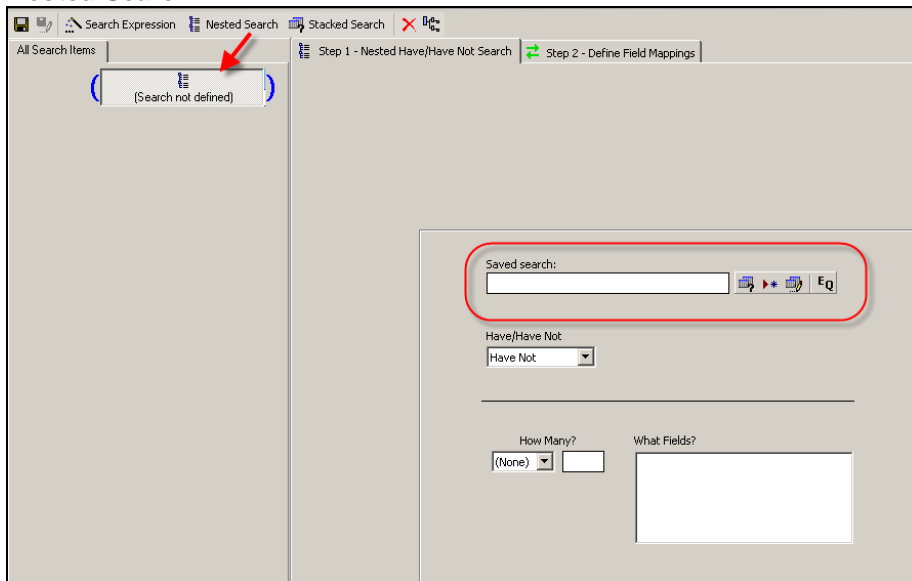 Search Expression Nested Search Stacked Search
All Search Items
Step 1 - Nested Have/Have Not Search Step 2 - Define Field Mappings
( (Search not defined) )
Saved search:
EQ
Have/Have Not
Have Not
How Many? What Fields?
(None)